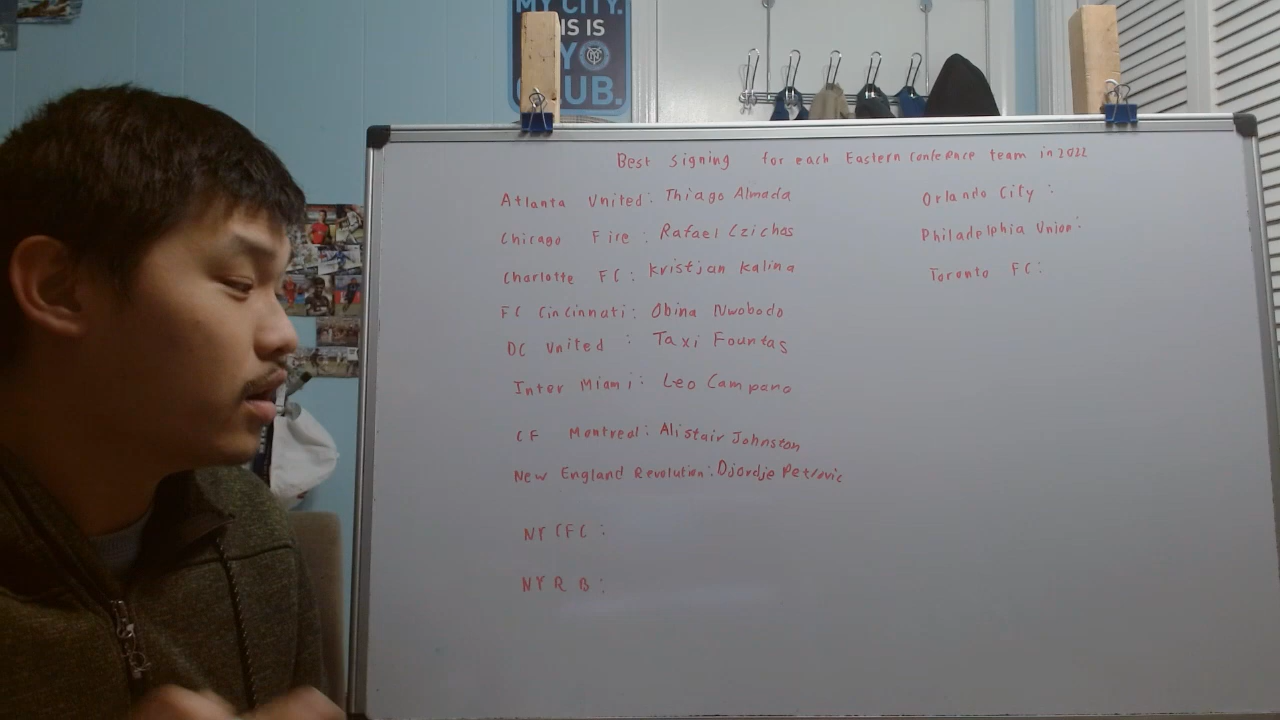 MY CITY.
IS IS
CLUB.
Best Signing for each Eastern Conference team in 2022
Atlanta United: Thiago Almada
Chicago Fire: Rafael Czichos
Charlotte FC: Kristjan Kalina
FC Cincinnati: Obina Nwobodo
DC United: Taxi Fountas
Inter Miami: Leo Campano
CF Montreal: Alistair Johnston
New England Revolution: Djordje Petrovic
NYCFC:
NYRB:
Orlando City:
Philadelphia Union:
Toronto FC: